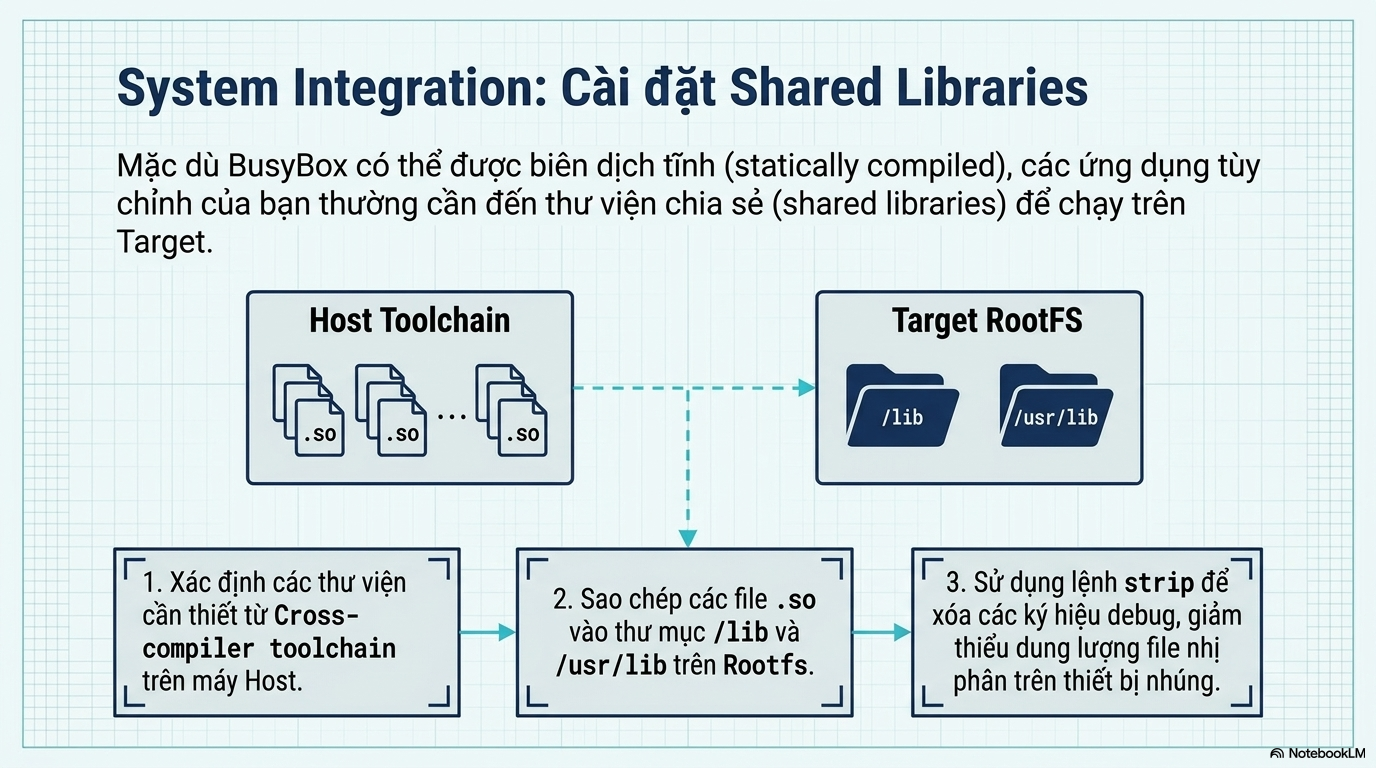 System Integration: Cài đặt Shared Libraries
Mặc dù BusyBox có thể được biên dịch tĩnh (statically compiled), các ứng dụng tùy
chỉnh của bạn thường cần đến thư viện chia sẻ (shared libraries) để chạy trên
Target.
Host Toolchain
.so
.so
...
.so
Target RootFS
/lib
/usr/lib
1. Xác định các thư viện
cần thiết từ Cross-
compiler toolchain
trên máy Host.
2. Sao chép các file .so
vào thư mục /lib và
/usr/lib trên Rootfs.
3. Sử dụng lệnh strip để
xóa các ký hiệu debug, giảm
thiểu dung lượng file nhị
phân trên thiết bị nhúng.
NotebookLM